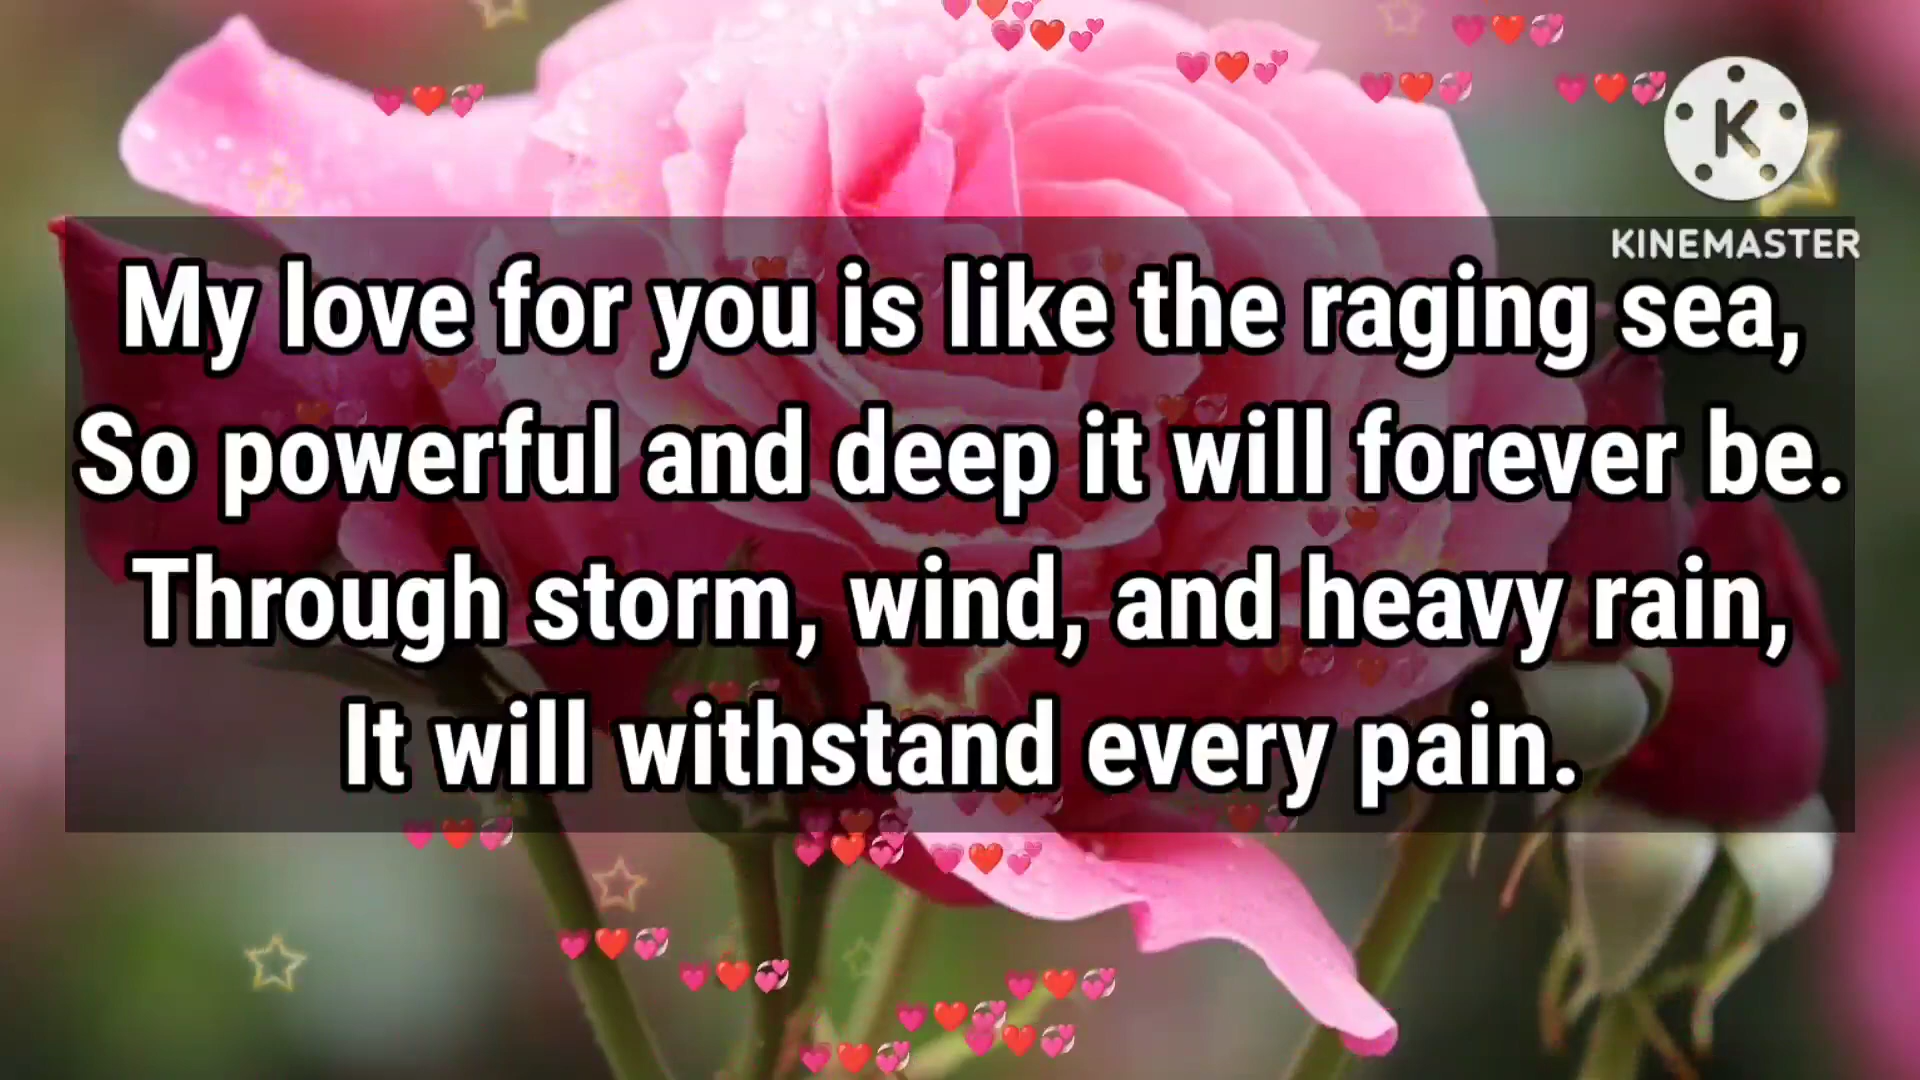 K
KINEMASTER
My love for you is like the raging sea,
So powerful and deep it will forever be.
Through storm, wind, and heavy rain,
It will withstand every pain.